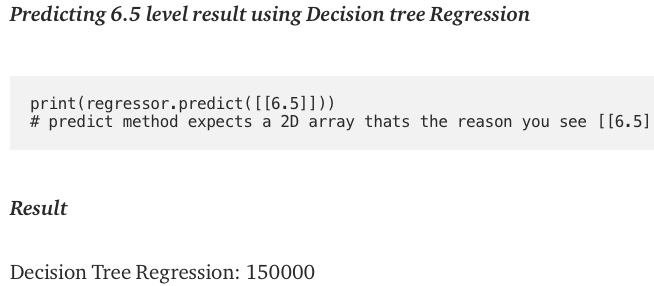 Predicting 6.5 level result using Decision tree Regression
print(regressor.predict([[6.5]]))
# predict method expects a 2D array thats the reason you see [[6.5]
Result
Decision Tree Regression: 150000